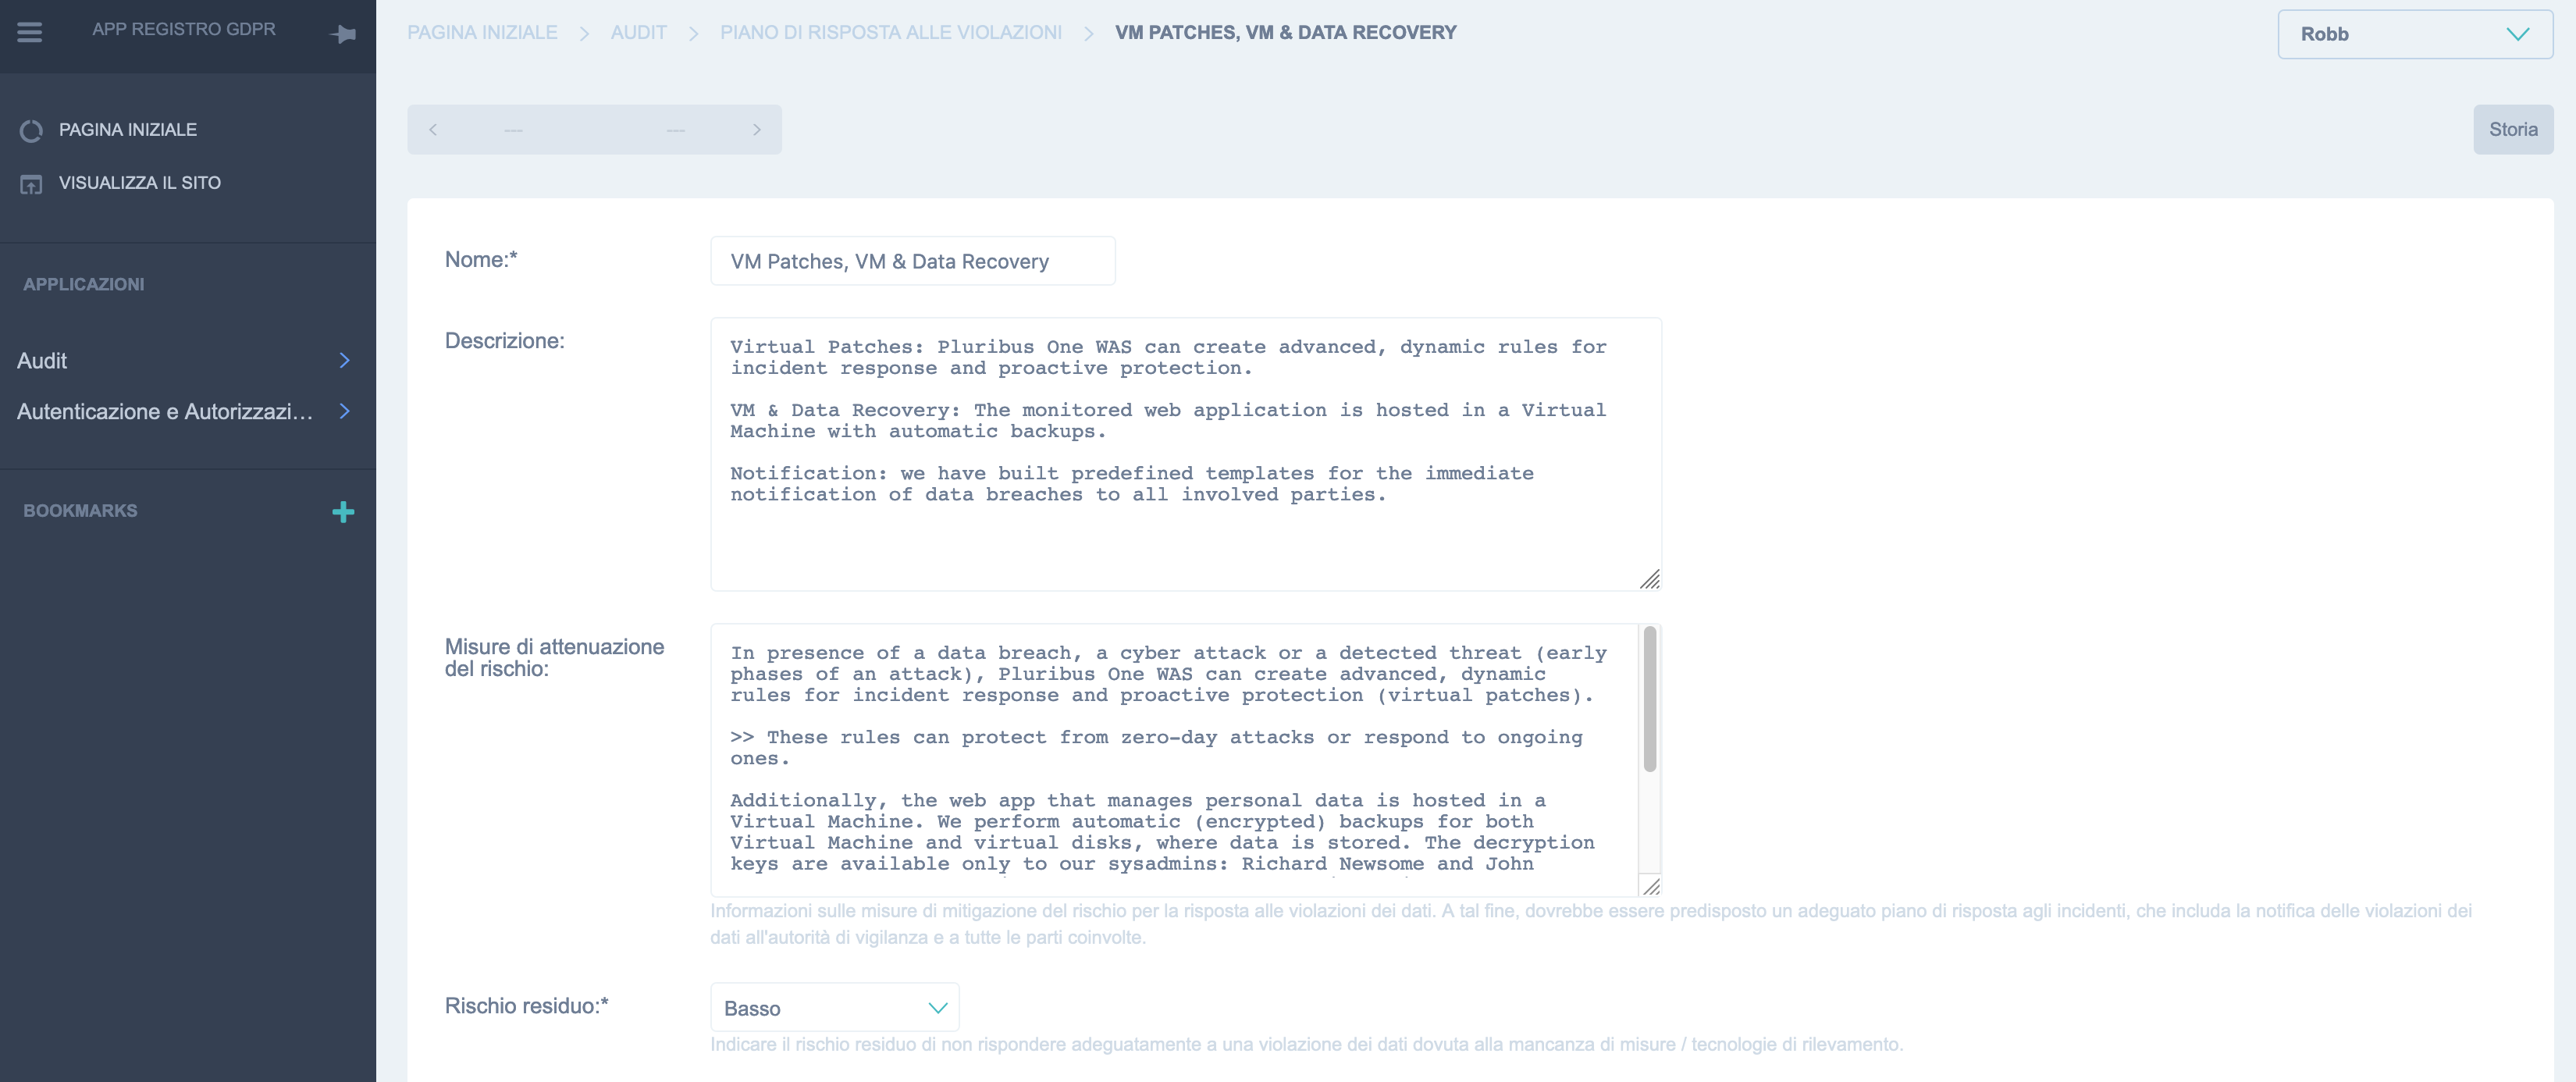 APP REGISTRO GDPR
PAGINA INIZIALE
VISUALIZZA IL SITO
APPLICAZIONI
Audit
Autenticazione e Autorizzazi...
BOOKMARKS
PAGINA INIZIALE > AUDIT > PIANO DI RISPOSTA ALLE VIOLAZIONI > VM PATCHES, VM & DATA RECOVERY
Robb
--- ---
Storia
Nome:*
VM Patches, VM & Data Recovery
Descrizione:
Virtual Patches: Pluribus One WAS can create advanced, dynamic rules for
incident response and proactive protection.
VM & Data Recovery: The monitored web application is hosted in a Virtual
Machine with automatic backups.
Notification: we have built predefined templates for the immediate
notification of data breaches to all involved parties.
Misure di attenuazione
del rischio:
In presence of a data breach, a cyber attack or a detected threat (early
phases of an attack), Pluribus One WAS can create advanced, dynamic
rules for incident response and proactive protection (virtual patches).
>> These rules can protect from zero-day attacks or respond to ongoing
ones.
Additionally, the web app that manages personal data is hosted in a
Virtual Machine. We perform automatic (encrypted) backups for both
Virtual Machine and virtual disks, where data is stored. The decryption
keys are available only to our sysadmins: Richard Newsome and John
Informazioni sulle misure di mitigazione del rischio per la risposta alle violazioni dei dati. A tal fine, dovrebbe essere predisposto un adeguato piano di risposta agli incidenti, che includa la notifica delle violazioni dei
dati all'autorità di vigilanza e a tutte le parti coinvolte.
Rischio residuo:*
Basso
Indicare il rischio residuo di non rispondere adeguatamente a una violazione dei dati dovuta alla mancanza di misure / tecnologie di rilevamento.